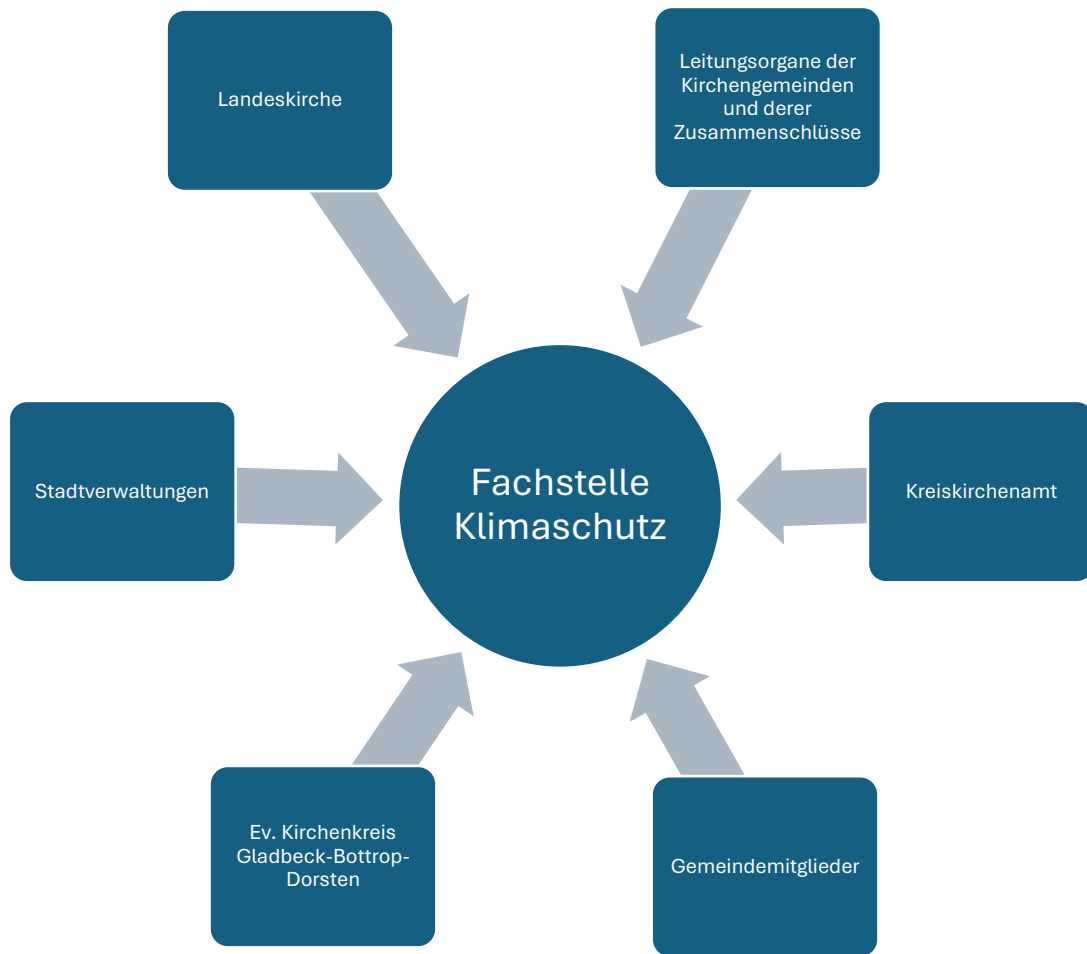 Landeskirche
Leitungsorgane der
Kirchengemeinden
und derer
Zusammenschlüsse
Stadtverwaltungen
Fachstelle
Klimaschutz
Kreiskirchenamt
Ev. Kirchenkreis
Gladbeck-Bottrop-
Dorsten
Gemeindemitglieder